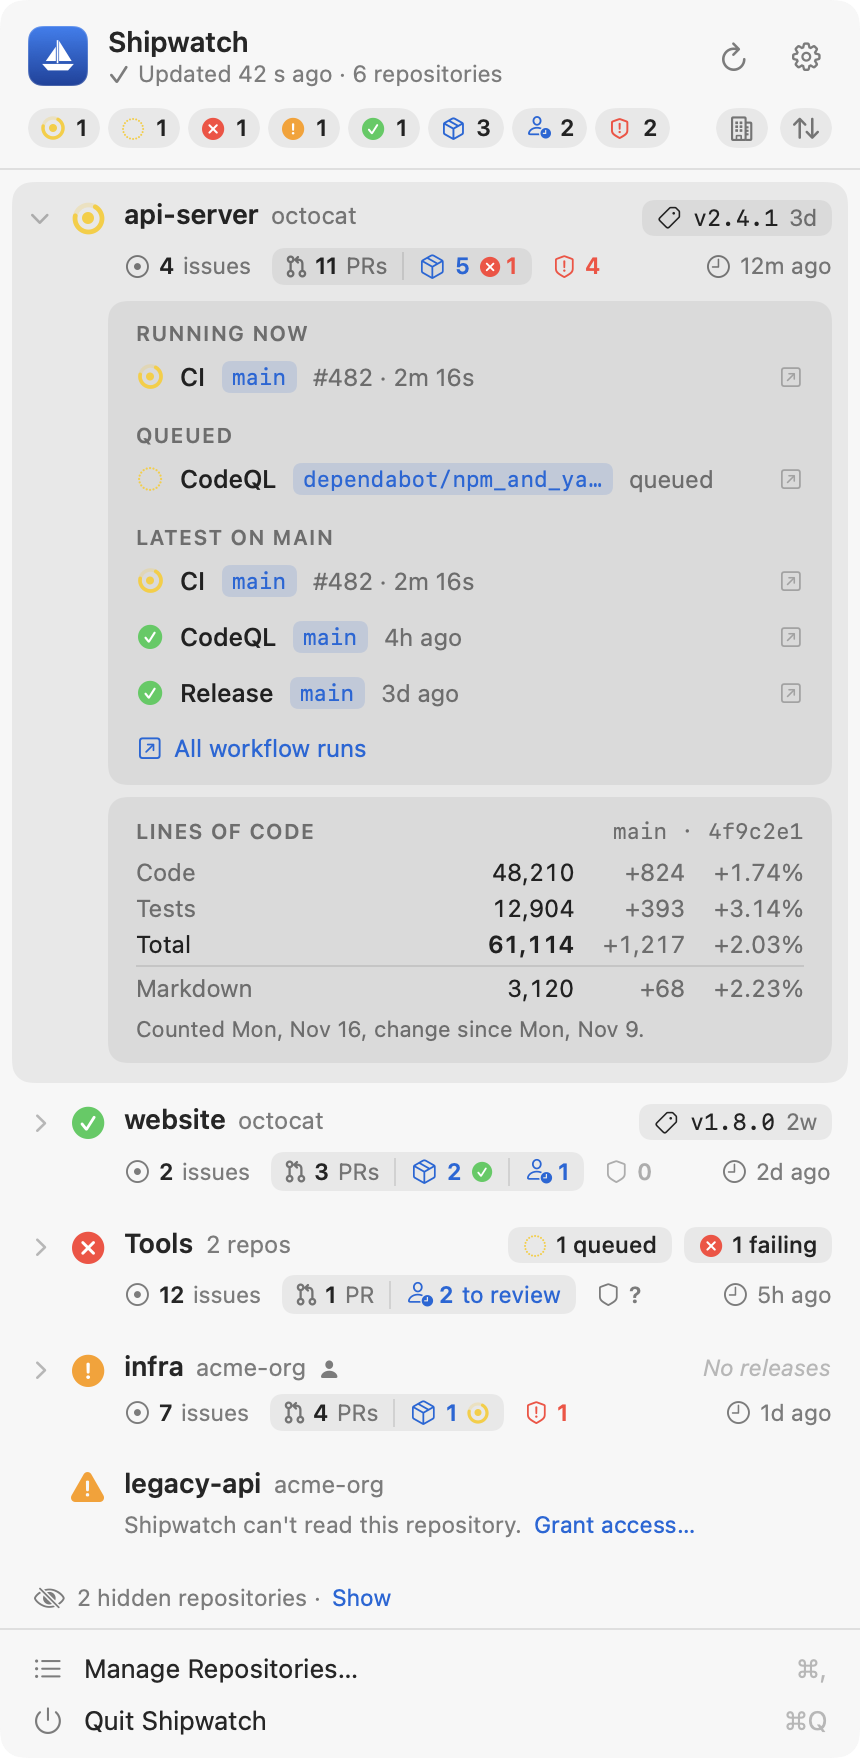 Shipwatch
Updated 42 s ago · 6 repositories
1 1 1 1 1 3 2 2
api-server octocat v2.4.1 3d
4 issues 11 PRs 5 1 4 12m ago
RUNNING NOW
CI main #482 · 2m 16s
QUEUED
CodeQL dependabot/npm_and_ya… queued
LATEST ON MAIN
CI main #482 · 2m 16s
CodeQL main 4h ago
Release main 3d ago
All workflow runs
LINES OF CODE main · 4f9c2e1
Code 48,210 +824 +1.74%
Tests 12,904 +393 +3.14%
Total 61,114 +1,217 +2.03%
Markdown 3,120 +68 +2.23%
Counted Mon, Nov 16, change since Mon, Nov 9.
website octocat v1.8.0 2w
2 issues 3 PRs 2 1 0 2d ago
Tools 2 repos 1 queued 1 failing
12 issues 1 PR 2 to review ? 5h ago
infra acme-org No releases
7 issues 4 PRs 1 1 1d ago
legacy-api acme-org
Shipwatch can't read this repository. Grant access…
2 hidden repositories · Show
Manage Repositories… ⌘,
Quit Shipwatch ⌘Q